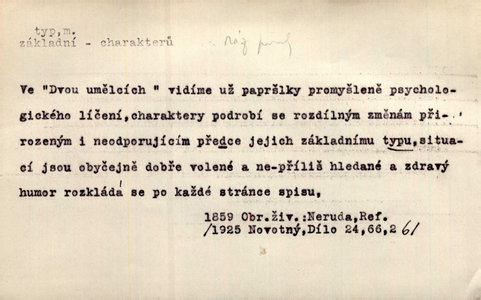 typ,m.
základní - charakterů
Ve "Dvou umělcích " vidíme už papršlky promyšleně psycholo-
gického líčení,charaktery podrobí se rozdílným změnám při-
rozeným i neodporujícím předce jejich základnímu typu,situa-
cí jsou obyčejně dobře volené a ne-příliš hledané a zdravý
humor rozkládá se po každé stránce spisu,
1859 Obr.živ.:Neruda,Ref.
/1925 Novotný,Dílo 24,66,2 61